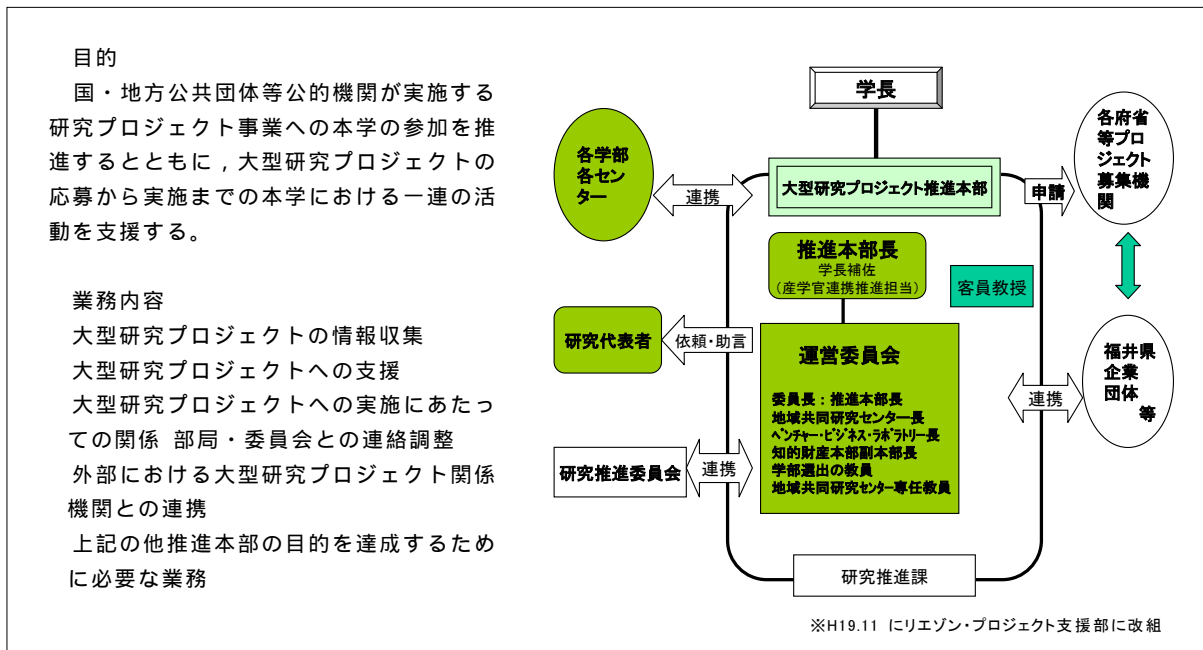 目的
国・地方公共団体等公的機関が実施する
研究プロジェクト事業への本学の参加を推
進するとともに，大型研究プロジェクトの
応募から実施までの本学における一連の活
動を支援する。
業務内容
大型研究プロジェクトの情報収集
大型研究プロジェクトへの支援
大型研究プロジェクトへの実施にあたっ
ての関係 部局・委員会との連絡調整
外部における大型研究プロジェクト関係
機関との連携
上記の他推進本部の目的を達成するため
に必要な業務
学長
各学部
各セン
ター
連携
大型研究プロジェクト推進本部
申請
各府省
等プロ
ジェクト
募集機
関
推進本部長
学長補佐
（産学官連携推進担当）
客員教授
研究代表者
依頼・助言
運営委員会
委員長：推進本部長
地域共同研究センター長
ベンチャー・ビジネス・ラボラトリー長
知的財産本部副本部長
学部選出の教員
地域共同研究センター専任教員
連携
福井県
企業
団体
等
研究推進委員会
連携
研究推進課
※H19.11 にリエゾン・プロジェクト支援部に改組